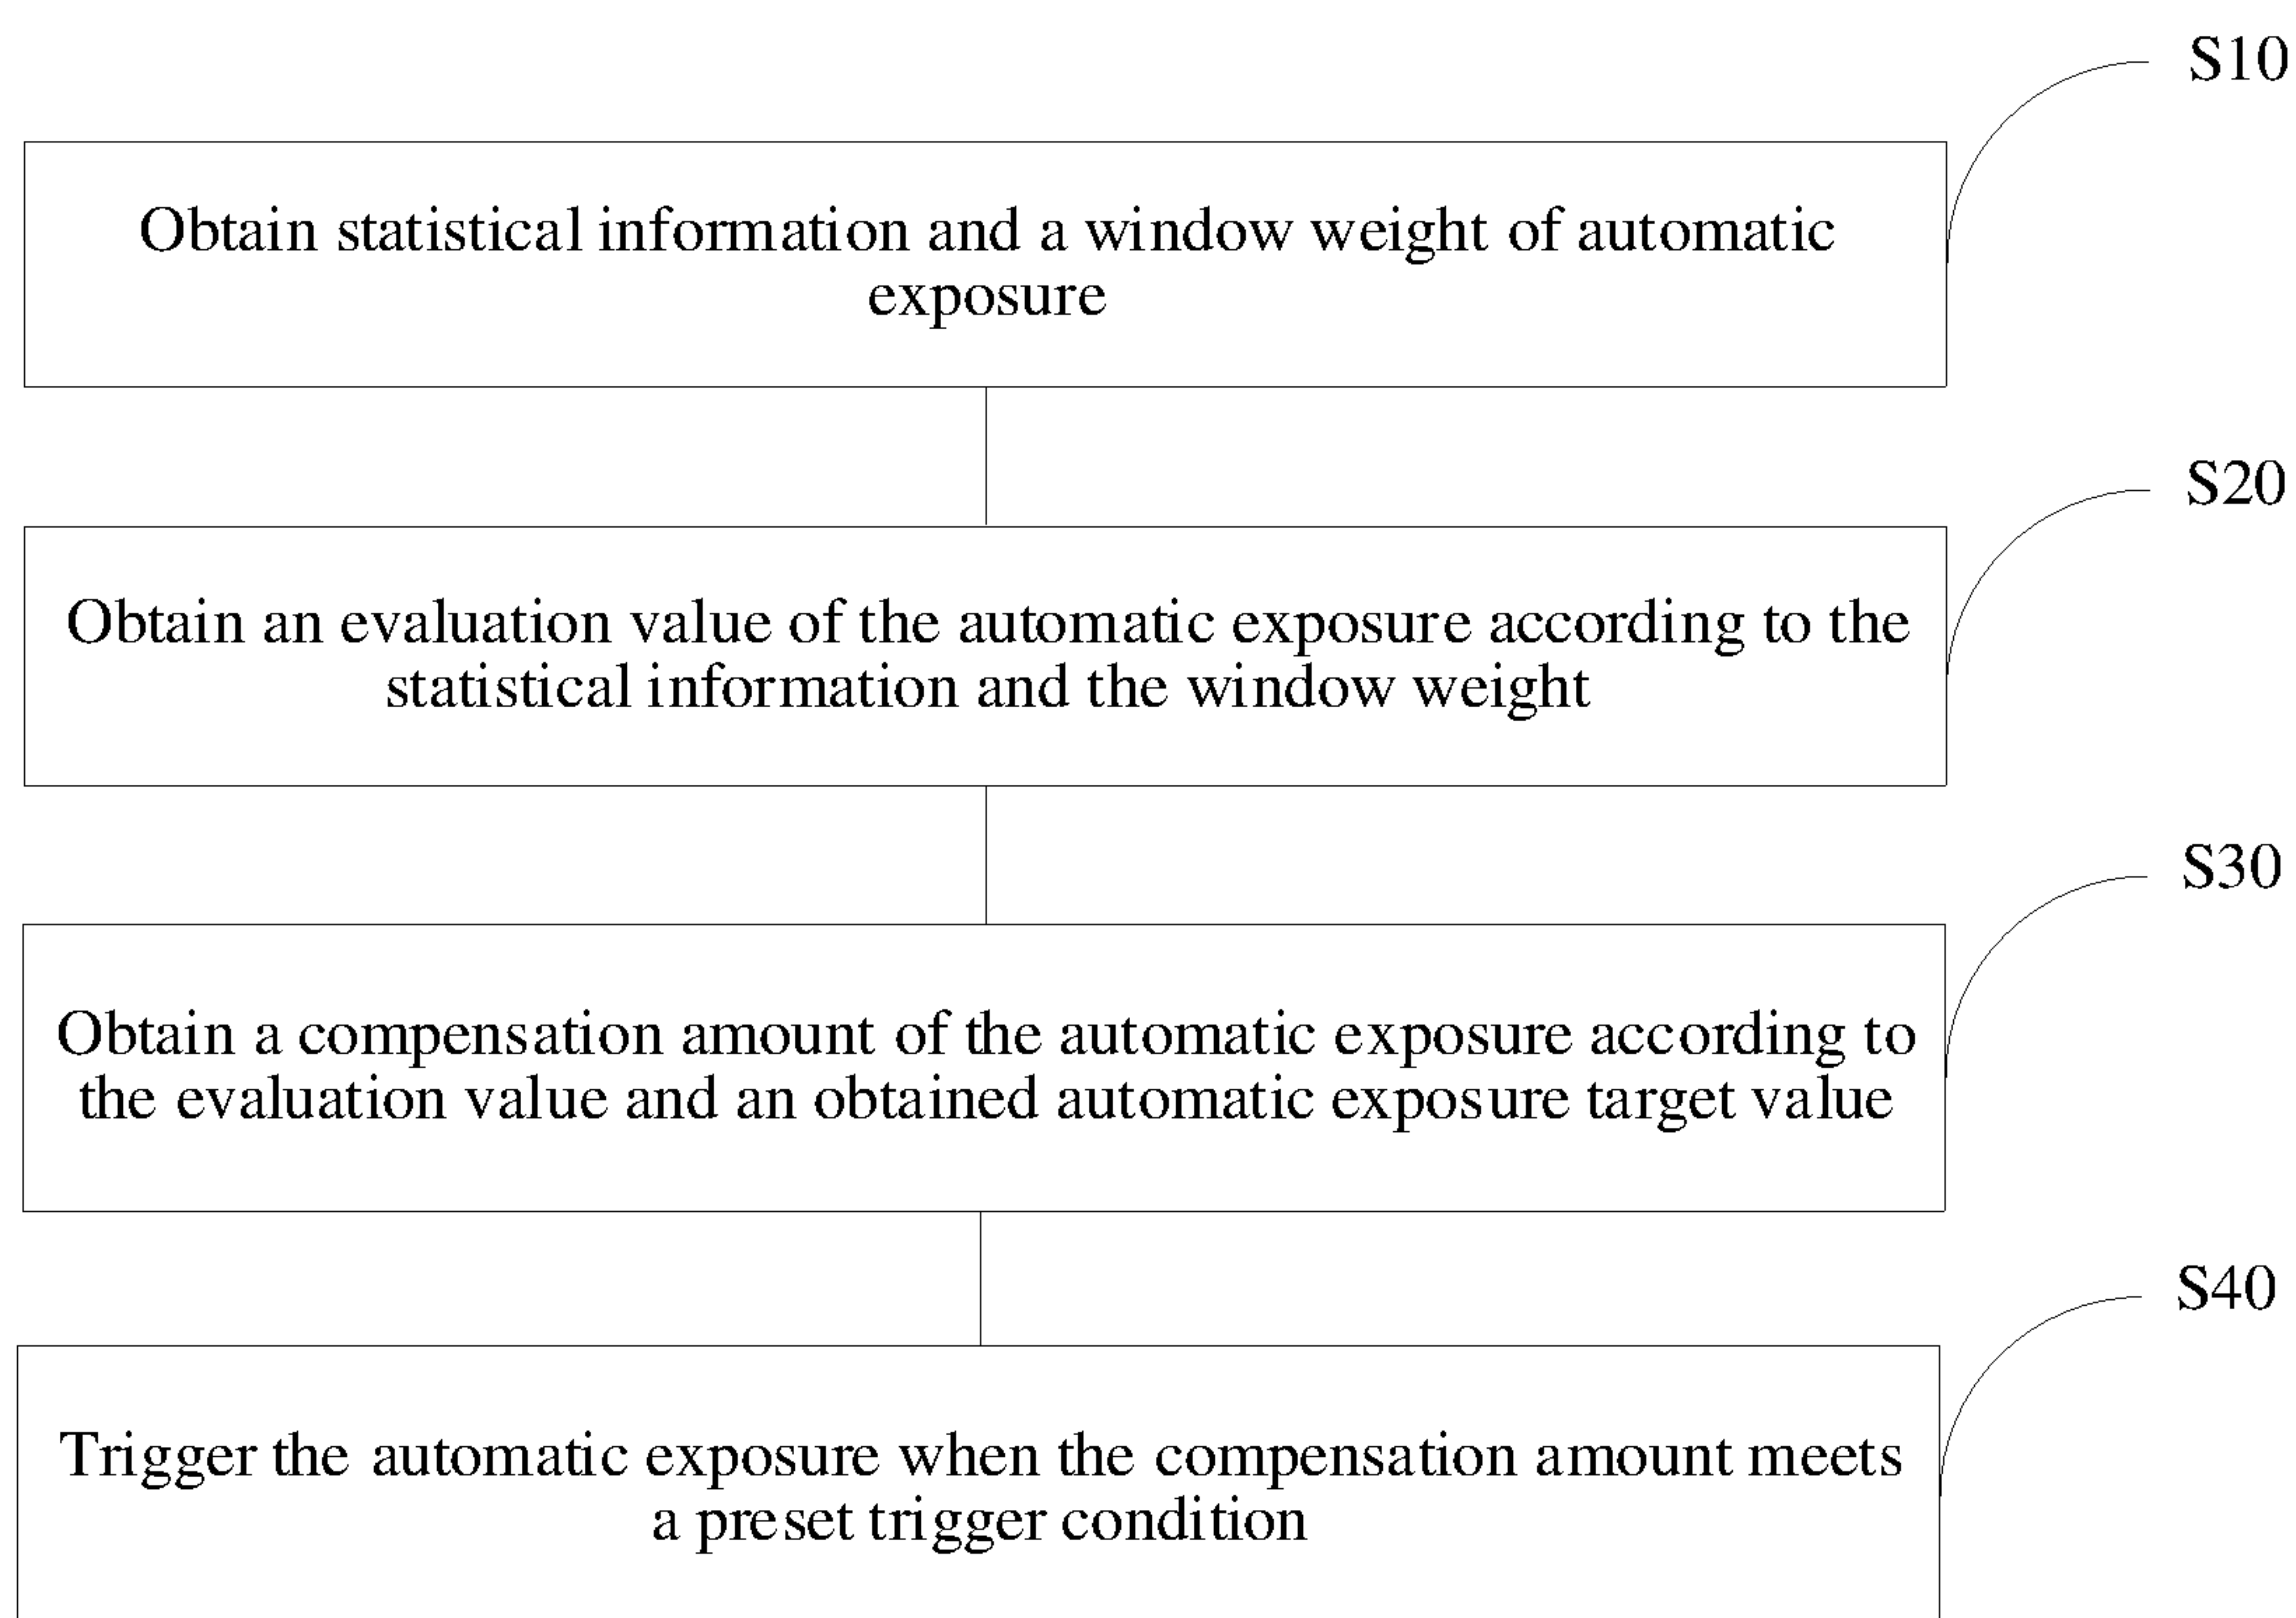 S10
Obtain statistical information and a window weight of automatic
exposure
S20
Obtain an evaluation value of the automatic exposure according to the
statistical information and the window weight
S30
Obtain a compensation amount of the automatic exposure according to
the evaluation value and an obtained automatic exposure target value
S40
Trigger the automatic exposure when the compensation amount meets
a preset trigger condition